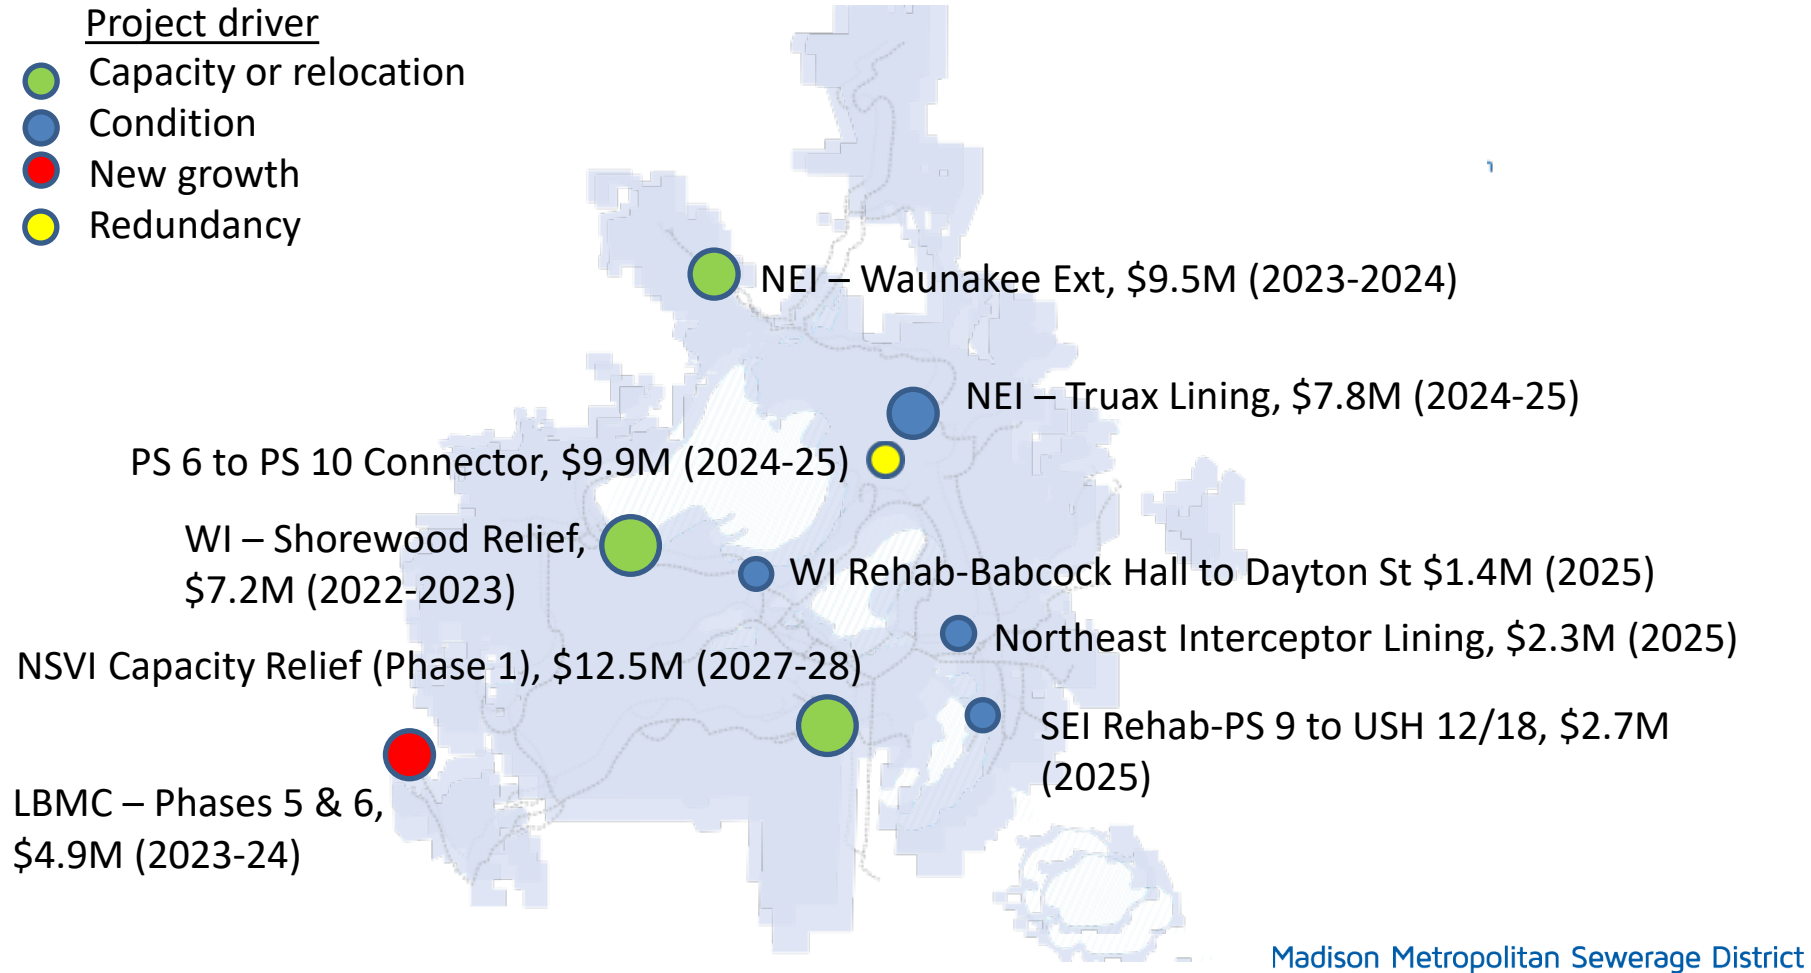 Project driver
Capacity or relocation
Condition
New growth
Redundancy
NEI – Waunakee Ext, $9.5M (2023-2024)
NEI – Truax Lining, $7.8M (2024-25)
PS 6 to PS 10 Connector, $9.9M (2024-25)
WI – Shorewood Relief,
$7.2M (2022-2023)
WI Rehab-Babcock Hall to Dayton St $1.4M (2025)
Northeast Interceptor Lining, $2.3M (2025)
NSVI Capacity Relief (Phase 1), $12.5M (2027-28)
SEI Rehab-PS 9 to USH 12/18, $2.7M
(2025)
LBMC – Phases 5 & 6,
$4.9M (2023-24)
Madison Metropolitan Sewerage District